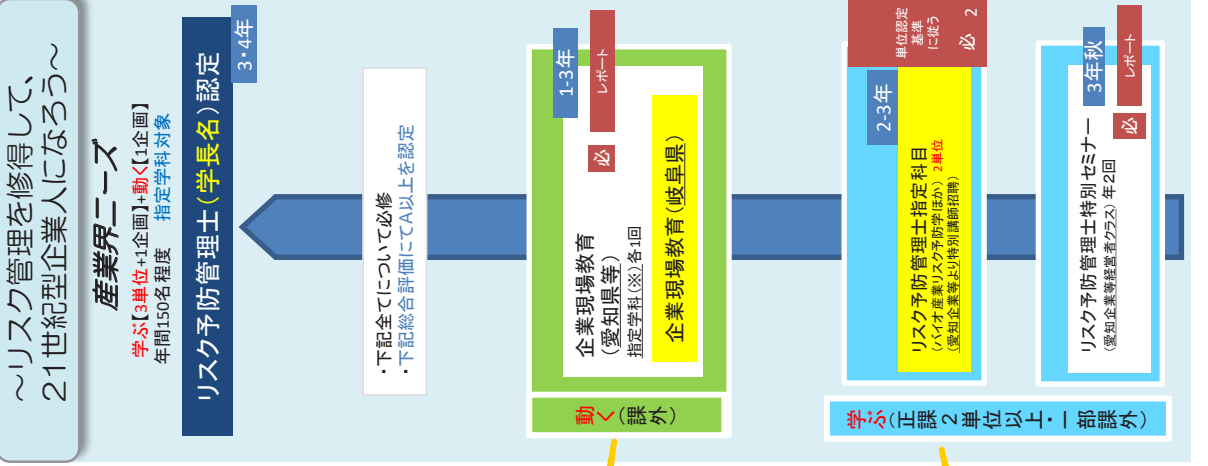 ～リスク管理を修得して、
21世紀型企業人になろう～
産業界ニーズ
学ぶ【3単位+1企画】+動く【1企画】
年間150名程度 指定学科対象
リスク予防管理士(学長名)認定
3・4年
・下記全てについて必修
・下記総合評価にてA以上を認定
動く(課外)
1-3年
必 レポート
企業現場教育
(愛知県等)
指定学科(※)各1回
企業現場教育(岐阜県)
学ぶ(正課2単位以上・一部課外)
2-3年
単位認定
基準
に従う
必 2
リスク予防管理士指定科目
(バイオ産業リスク予防学ほか) 2単位
(愛知企業等より特別講師招聘)
リスク予防管理士特別セミナー
(愛知企業等経営者クラス)年2回
3年秋
必 レポート